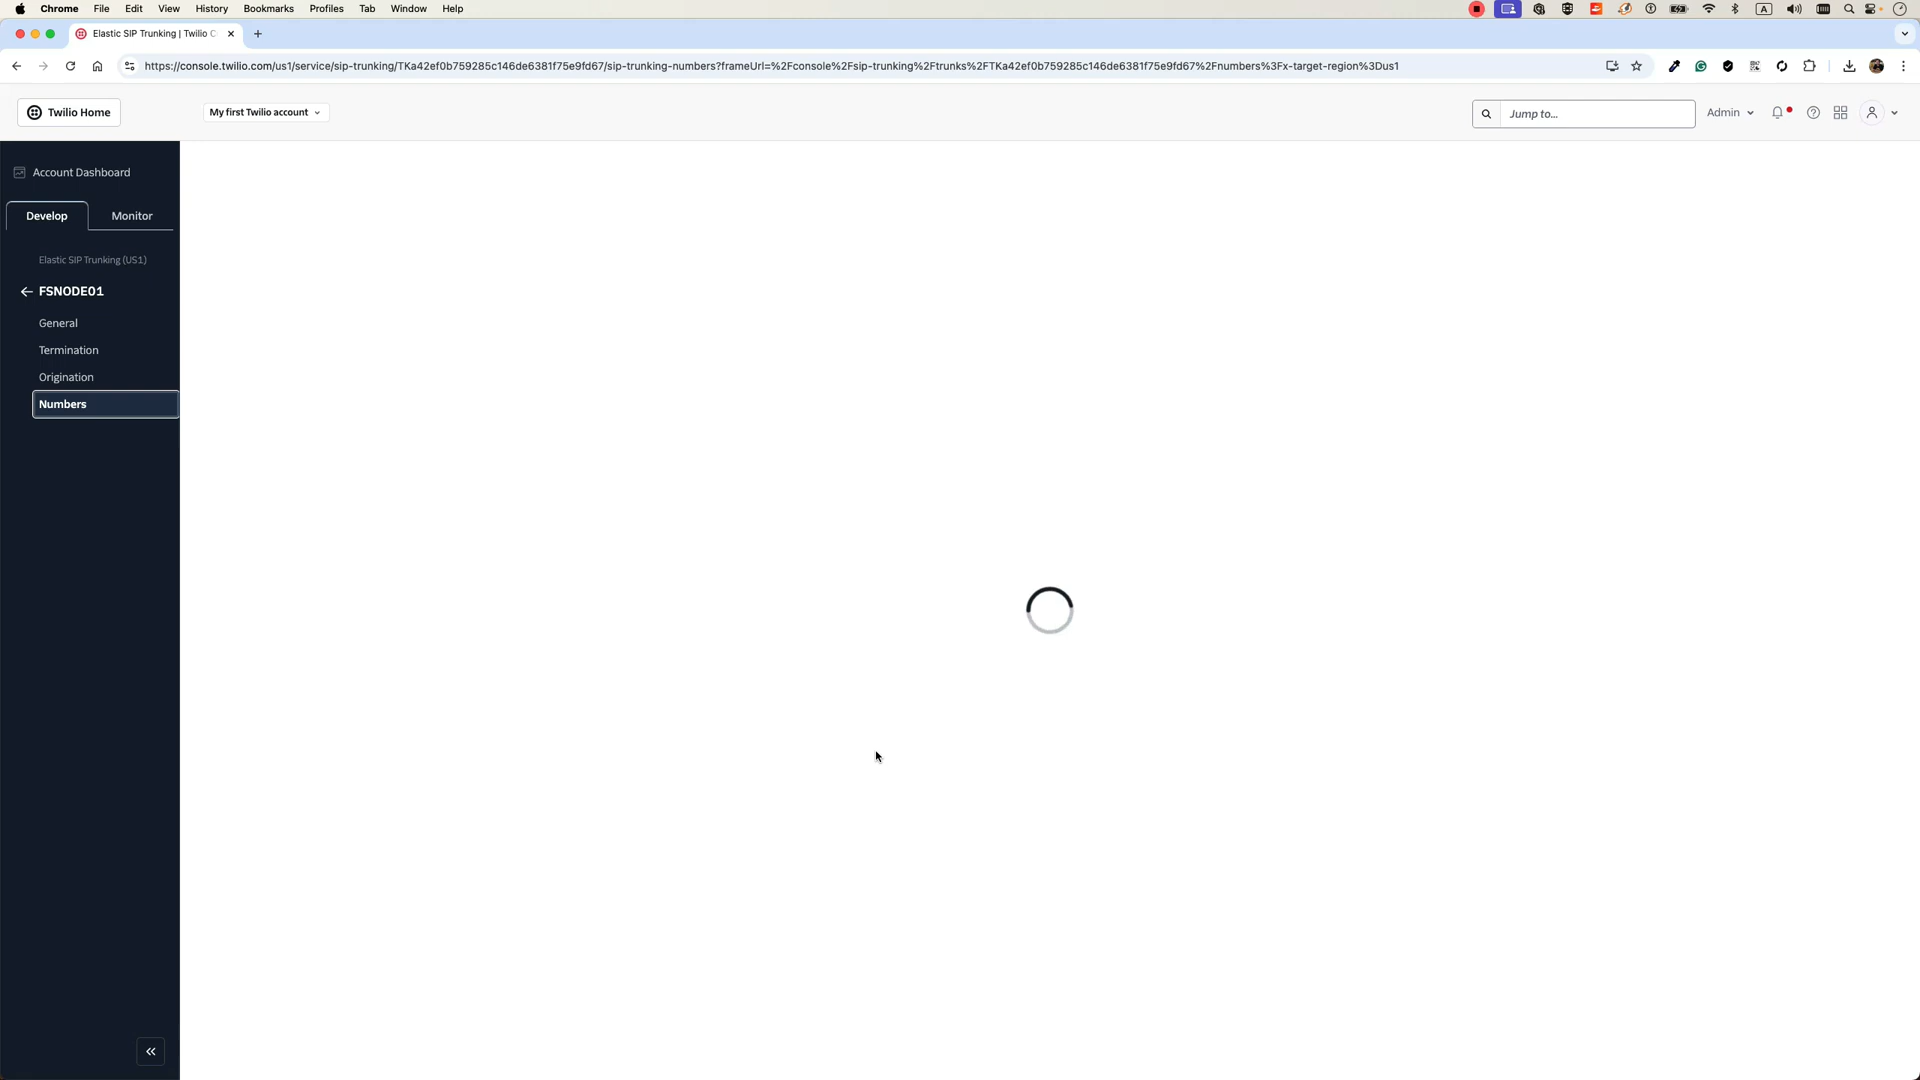 Chrome File Edit View History Bookmarks Profiles Tab Window Help
Elastic SIP Trunking | Twilio C
https://console.twilio.com/us1/service/sip-trunking/TKa42ef0b759285c146de6381f75e9fd67/sip-trunking-numbers?frameUrl=%2Fconsole%2Fsip-trunking%2Ftrunks%2FTKa42ef0b759285c146de6381f75e9fd67%2Fnumbers%3Fx-target-region%3Dus1
Twilio Home
My first Twilio account
Jump to...
Admin
Account Dashboard
Develop
Monitor
Elastic SIP Trunking (US1)
FSNODE01
General
Termination
Origination
Numbers